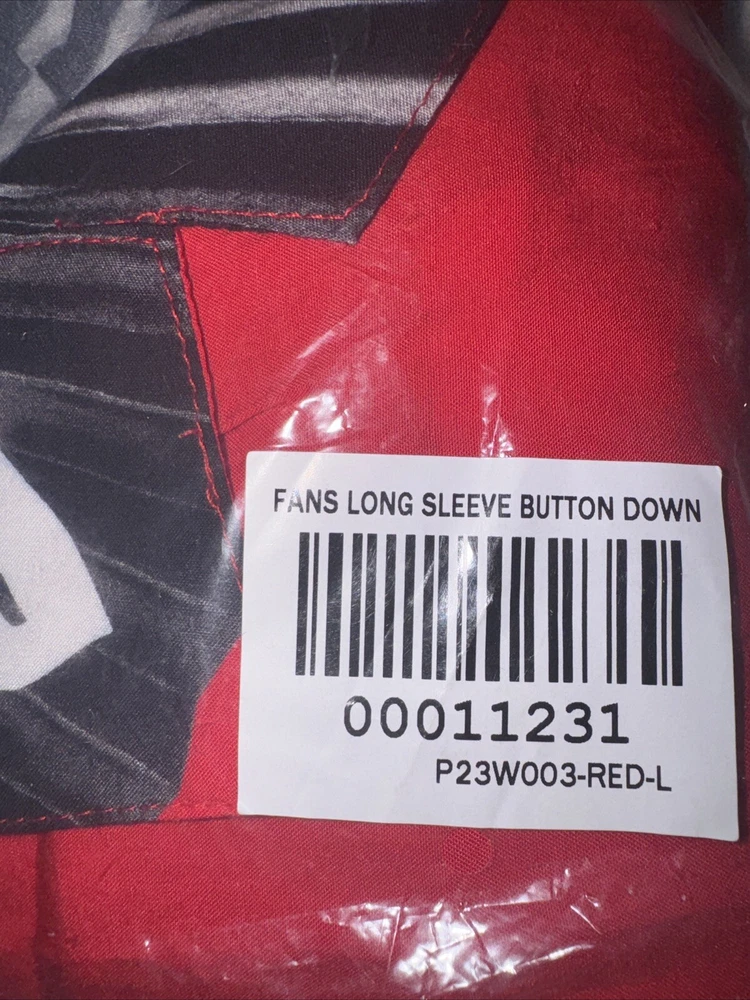 FANS LONG SLEEVE BUTTON DOWN
00011231
P23W003-RED-L